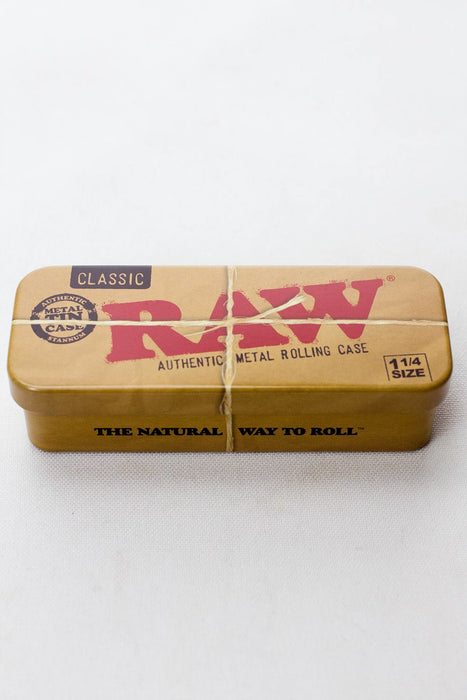 CLASSIC
AUTHENTIC
METAL
TIN
CASE
STANNUM
RAW®
AUTHENTIC METAL ROLLING CASE
1 1/4
SIZE
THE NATURAL WAY TO ROLL™